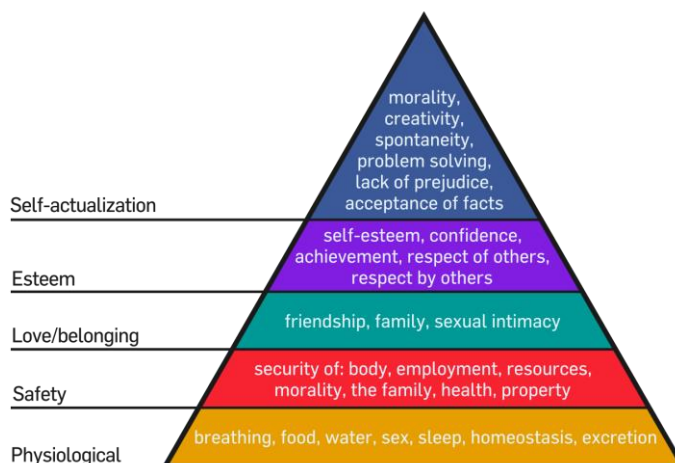 morality,
creativity,
spontaneity,
problem solving,
lack of prejudice,
acceptance of facts
Self-actualization
self-esteem, confidence,
achievement, respect of others,
respect by others
Esteem
friendship, family, sexual intimacy
Love/belonging
security of: body, employment, resources,
morality, the family, health, property
Safety
breathing, food, water, sex, sleep, homeostasis, excretion
Physiological